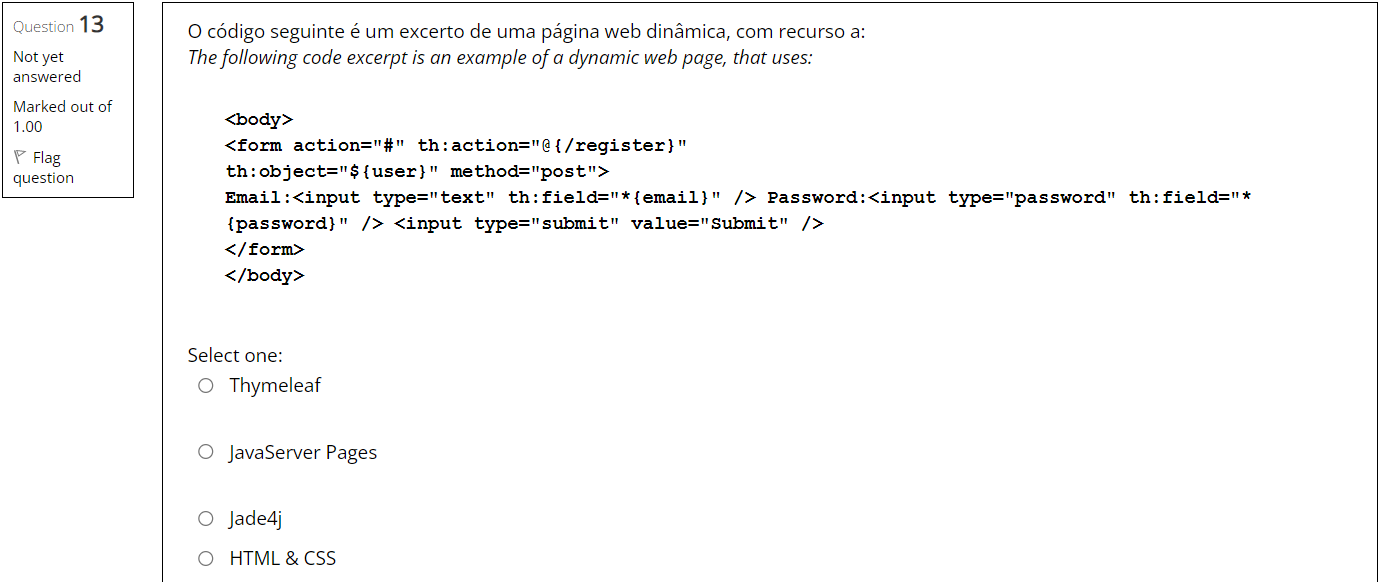 Question 13
Not yet
answered
Marked out of
1.00
Flag
question
O código seguinte é um excerto de uma página web dinâmica, com recurso a:
The following code excerpt is an example of a dynamic web page, that uses:
<body>
<form action="#" th:action="@{/register}"
th:object="${user}" method="post">
Email:<input type="text" th:field="*{email}" /> Password:<input type="password" th:field="*
{password}" /> <input type="submit" value="Submit" />
</form>
</body>
Select one:
Thymeleaf
JavaServer Pages
Jade4j
HTML & CSS